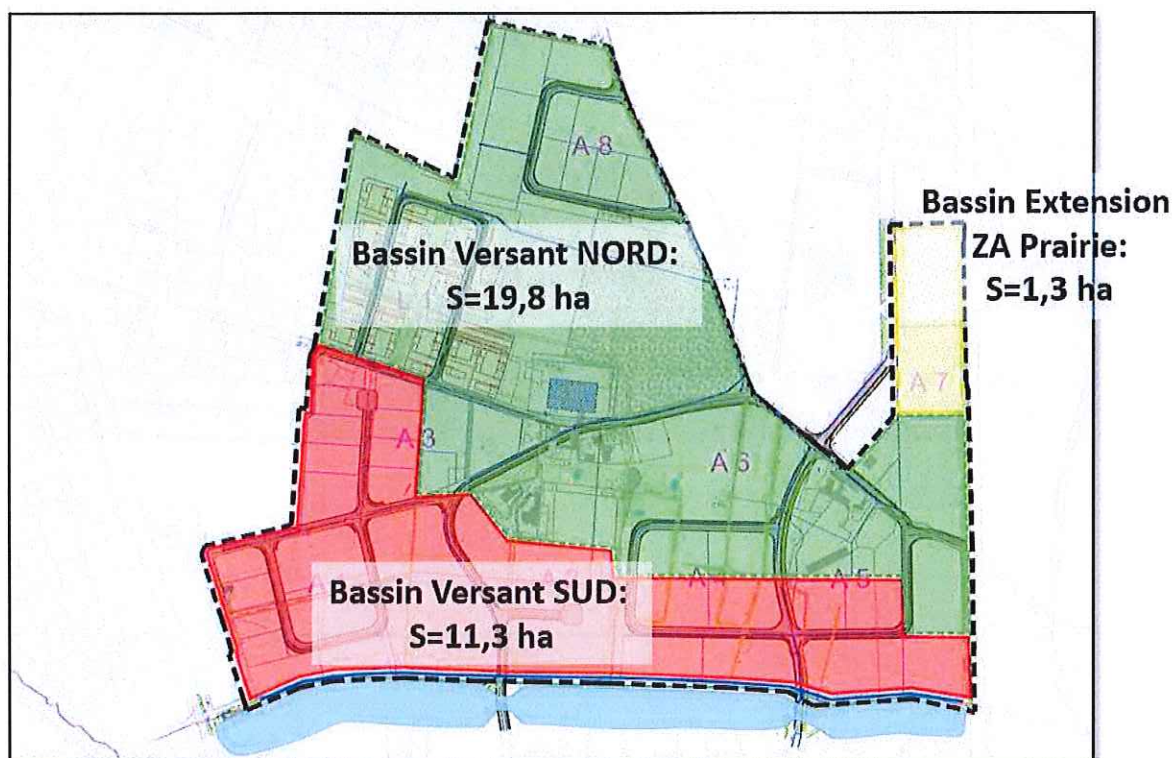 A 8
Bassin Extension
ZA Prairie:
S=1,3 ha
Bassin Versant NORD:
S=19,8 ha
A 7
A 3
A 6
A 5
Bassin Versant SUD:
S=11,3 ha